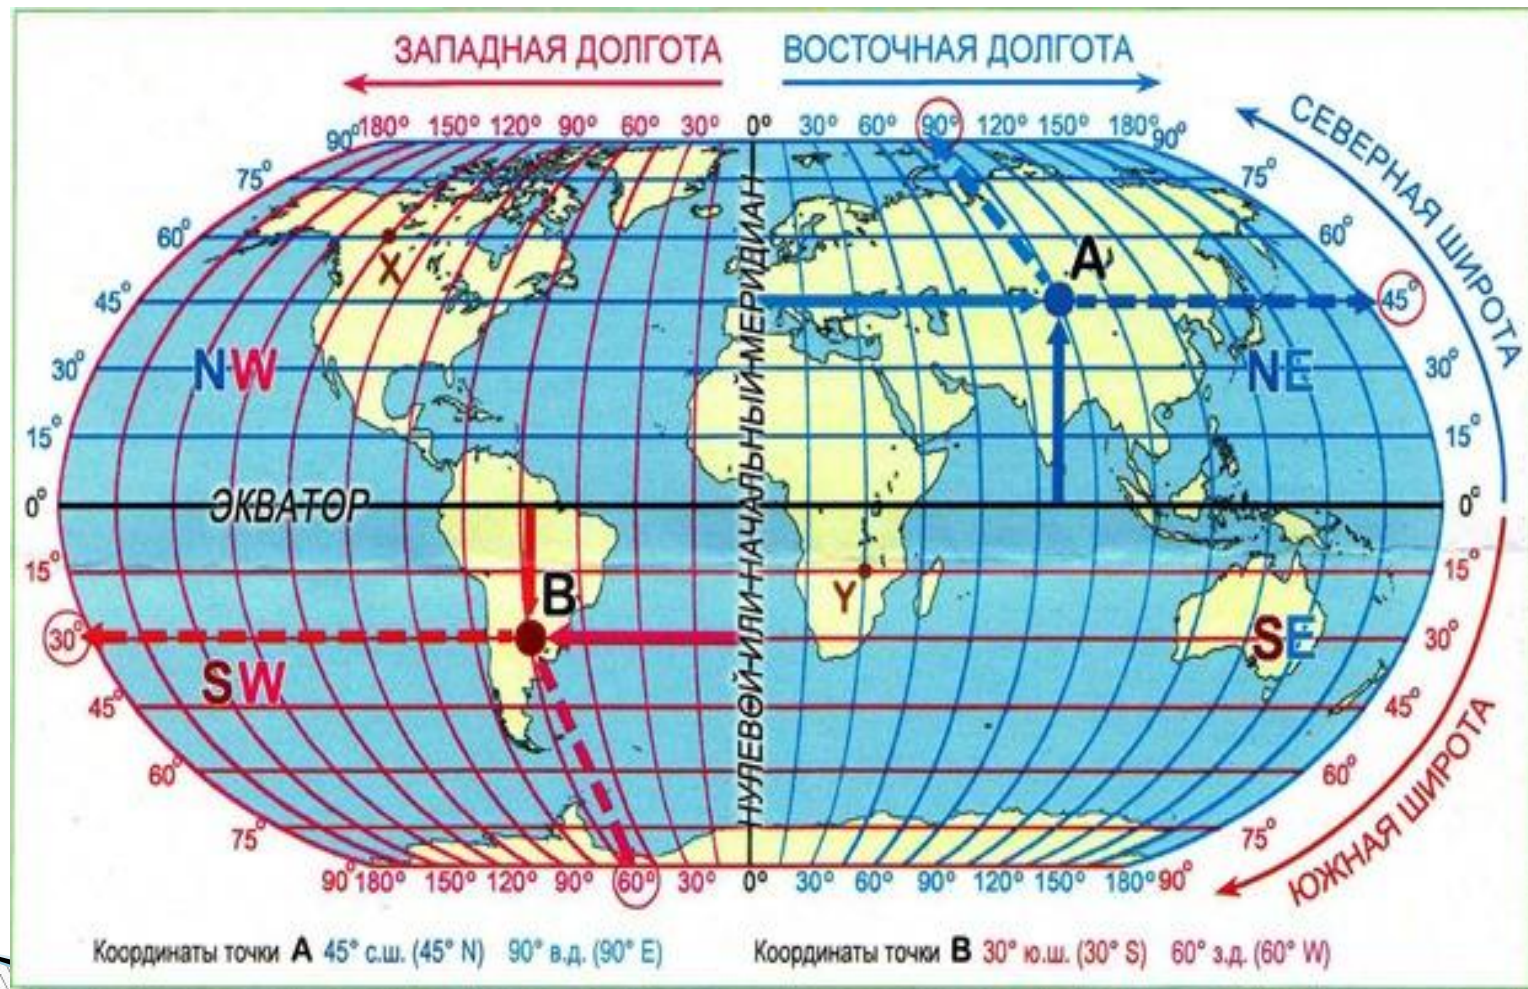 ЗАПАДНАЯ ДОЛГОТА
ВОСТОЧНАЯ ДОЛГОТА
СЕВЕРНАЯ ШИРОТА
90° 180° 150° 120° 90° 60° 30° 0° 30° 60° 90° 120° 150° 180° 90°
75° 75°
60° 60°
A
X
45° 45°
NW NE
30° 30°
15° 15°
НУЛЕВОЙ ИЛИ НАЧАЛЬНЫЙ МЕРИДИАН
0° ЭКВАТОР 0°
15° 15°
B
Y
30° 30°
SE
SW
45° 45°
ЮЖНАЯ ШИРОТА
60° 60°
75° 75°
90° 180° 150° 120° 90° 60° 30° 0° 30° 60° 90° 120° 150° 180° 90°
Координаты точки A 45° с.ш. (45° N) 90° в.д. (90° E) Координаты точки B 30° ю.ш. (30° S) 60° з.д. (60° W)